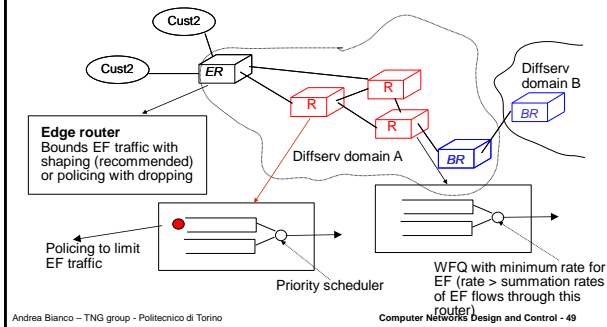 Cust2
Cust2
ER
R
R
R
BR
BR
Diffserv
domain B
Edge router
Bounds EF traffic with
shaping (recommended)
or policing with dropping
Diffserv domain A
Policing to limit
EF traffic
Priority scheduler
WFQ with minimum rate for
EF (rate > summation rates
of EF flows through this
router)
Andrea Bianco – TNG group - Politecnico di Torino
Computer Networks Design and Control - 49